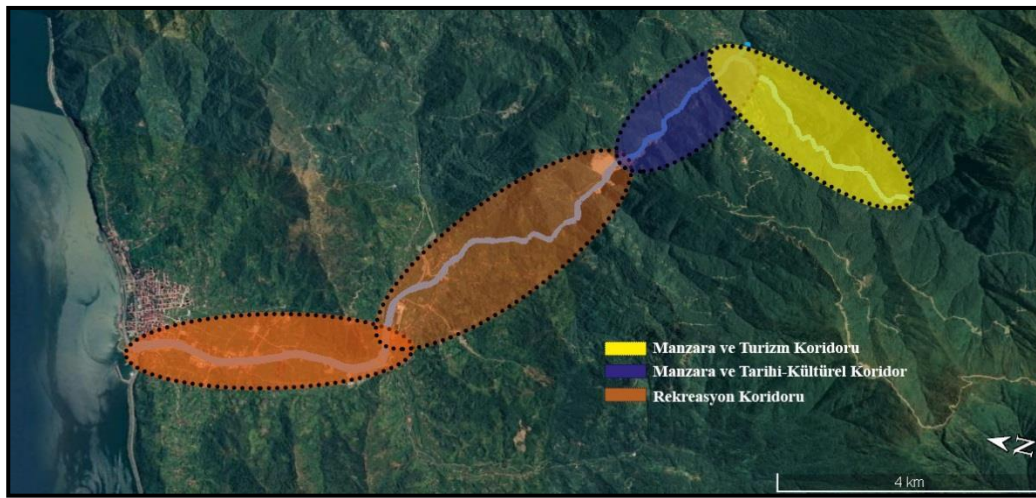 Manzara ve Turizm Koridoru
Manzara ve Tarihi-Kültürel Koridor
Rekreasyon Koridoru
N
4 km